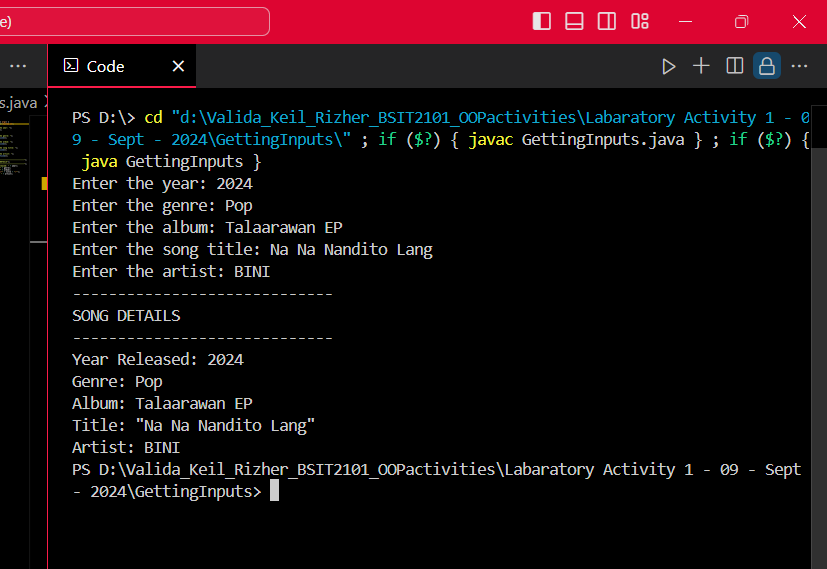 e)
Code
s.java
PS D:\> cd "d:\Valida_Keil_Rizher_BSIT2101_OOPactivities\Labaratory Activity 1 - 0
9 - Sept - 2024\GettingInputs\" ; if ($?) { javac GettingInputs.java } ; if ($?) {
java GettingInputs }
Enter the year: 2024
Enter the genre: Pop
Enter the album: Talaarawan EP
Enter the song title: Na Na Nandito Lang
Enter the artist: BINI
-----------------------------
SONG DETAILS
-----------------------------
Year Released: 2024
Genre: Pop
Album: Talaarawan EP
Title: "Na Na Nandito Lang"
Artist: BINI
PS D:\Valida_Keil_Rizher_BSIT2101_OOPactivities\Labaratory Activity 1 - 09 - Sept
- 2024\GettingInputs>